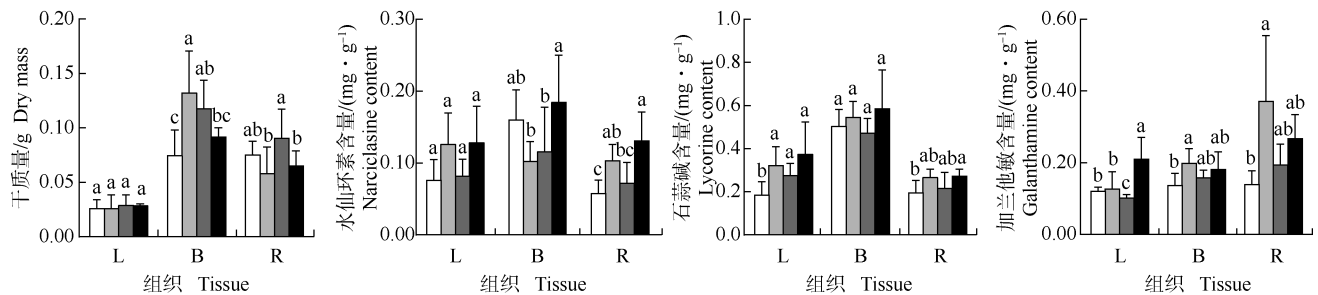 干质量/g Dry mass
0.20
0.15
0.10
0.05
0.00
a a a a
c a ab bc
ab b a b
L B R
组织 Tissue
水仙环素含量/(mg·g⁻¹)
Narciclasine content
0.30
0.20
0.10
0.00
a a a a
ab b b a
c ab bc a
L B R
组织 Tissue
石蒜碱含量/(mg·g⁻¹)
Lycorine content
1.0
0.8
0.6
0.4
0.2
0.0
b a a a
a a a a
b ab ab a
L B R
组织 Tissue
加兰他敏含量/(mg·g⁻¹)
Galanthamine content
0.60
0.40
0.20
0.00
b b c a
b a ab ab
b a b ab
L B R
组织 Tissue